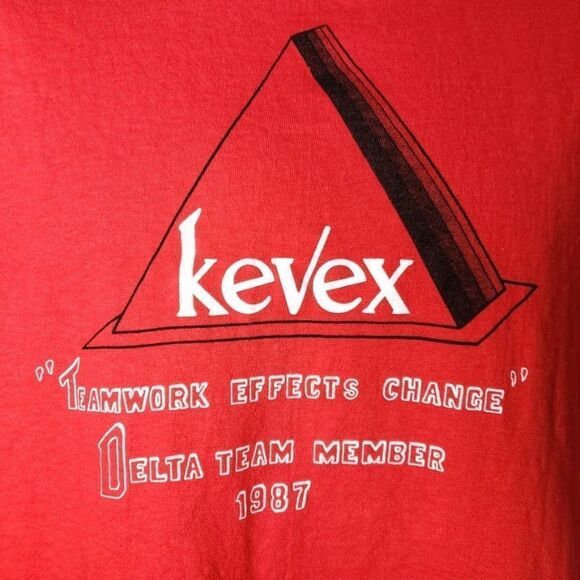 kevex
"Teamwork effects change"
Delta team member
1987